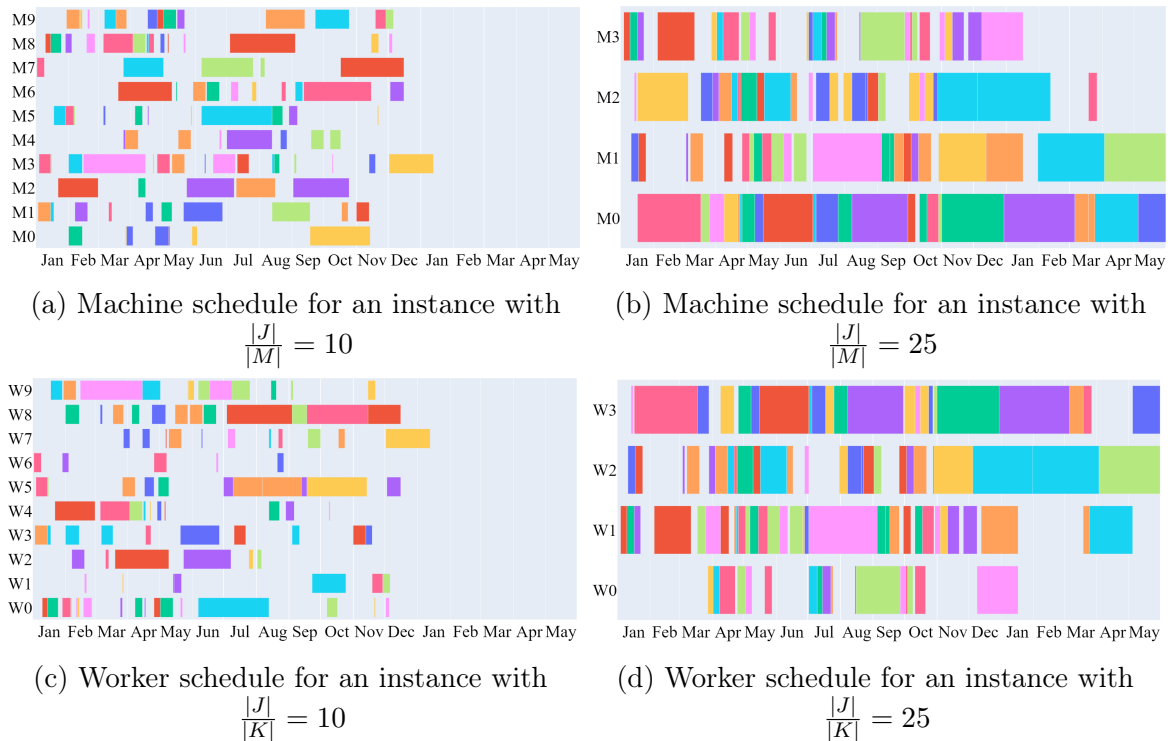 M9
M8
M7
M6
M5
M4
M3
M2
M1
M0
Jan Feb Mar Apr May Jun Jul Aug Sep Oct Nov Dec Jan Feb Mar Apr May
(a) Machine schedule for an instance with
|J|
|M| = 10
M3
M2
M1
M0
Jan Feb Mar Apr May Jun Jul Aug Sep Oct Nov Dec Jan Feb Mar Apr May
(b) Machine schedule for an instance with
|J|
|M| = 25
W9
W8
W7
W6
W5
W4
W3
W2
W1
W0
Jan Feb Mar Apr May Jun Jul Aug Sep Oct Nov Dec Jan Feb Mar Apr May
(c) Worker schedule for an instance with
|J|
|K| = 10
W3
W2
W1
W0
Jan Feb Mar Apr May Jun Jul Aug Sep Oct Nov Dec Jan Feb Mar Apr May
(d) Worker schedule for an instance with
|J|
|K| = 25